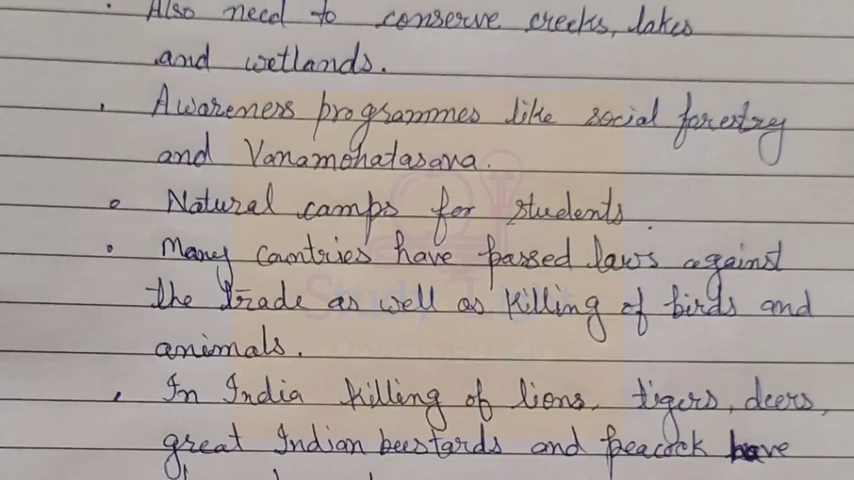 • Also need to conserve creeks, lakes
and wetlands.
• Awareness programmes like social forestry
and Vanamohatasava.
• Natural camps for students.
• Many countries have passed laws against
the trade as well as killing of birds and
animals.
• In India killing of lions, tigers, deers,
great Indian beestards and peacock have